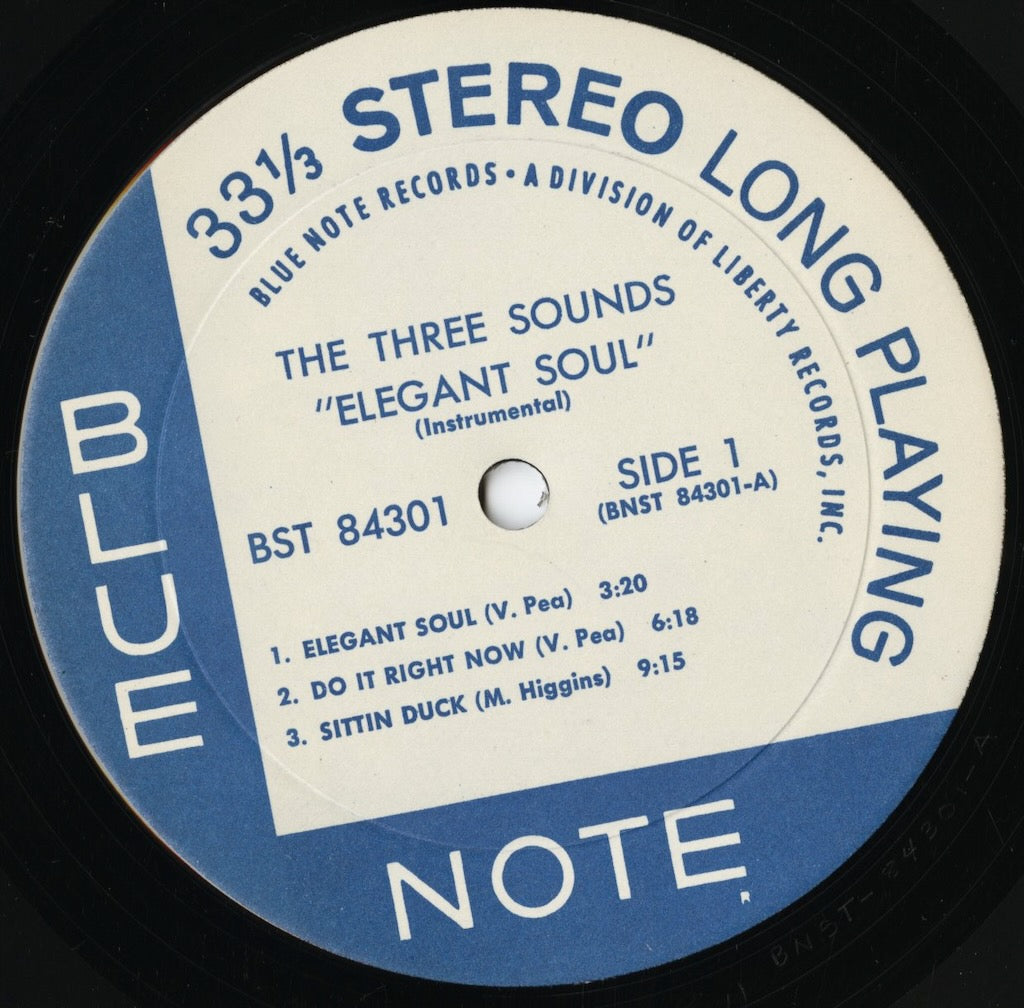 33⅓ STEREO LONG PLAYING
BLUE NOTE RECORDS • A DIVISION OF LIBERTY RECORDS, INC.
THE THREE SOUNDS
"ELEGANT SOUL"
(Instrumental)
BST 84301
SIDE 1
(BNST 84301-A)
1. ELEGANT SOUL (V. Pea) 3:20
2. DO IT RIGHT NOW (V. Pea) 6:18
3. SITTIN DUCK (M. Higgins) 9:15
BLUE
NOTE
R
BNST-84301-A